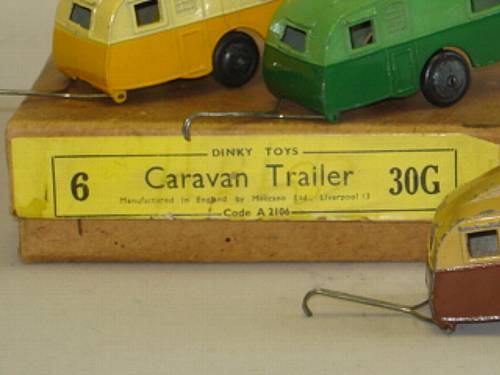 DINKY TOYS
6 Caravan Trailer 30G
Manufactured in England by Meccano Ltd. Liverpool 13
Code A 2106